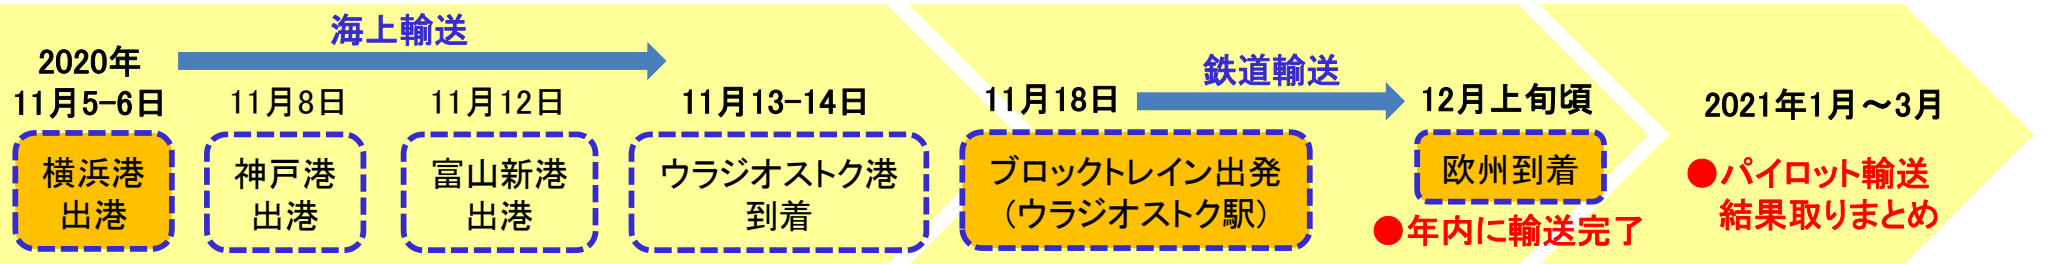 海上輸送
2020年
11月5-6日
横浜港
出港
11月8日
神戸港
出港
11月12日
富山新港
出港
11月13-14日
ウラジオストク港
到着
鉄道輸送
11月18日
ブロックトレイン出発
(ウラジオストク駅)
12月上旬頃
欧州到着
●年内に輸送完了
2021年1月～3月
●パイロット輸送
結果取りまとめ